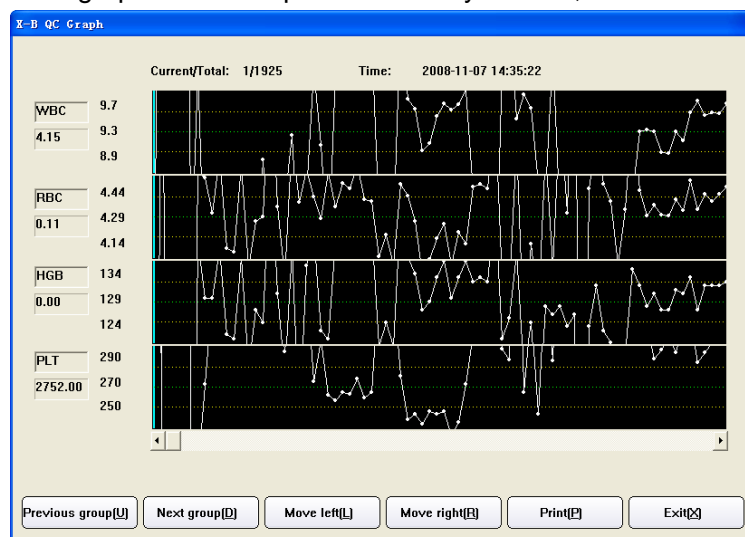 X-B QC Graph
Current/Total: 1/1925 Time: 2008-11-07 14:35:22
WBC 9.7
4.15 9.3
8.9
RBC 4.44
0.11 4.29
4.14
HGB 134
0.00 129
124
PLT 290
2752.00 270
250
Previous group[U] Next group[D] Move left[L] Move right[R] Print[P] Exit[X]